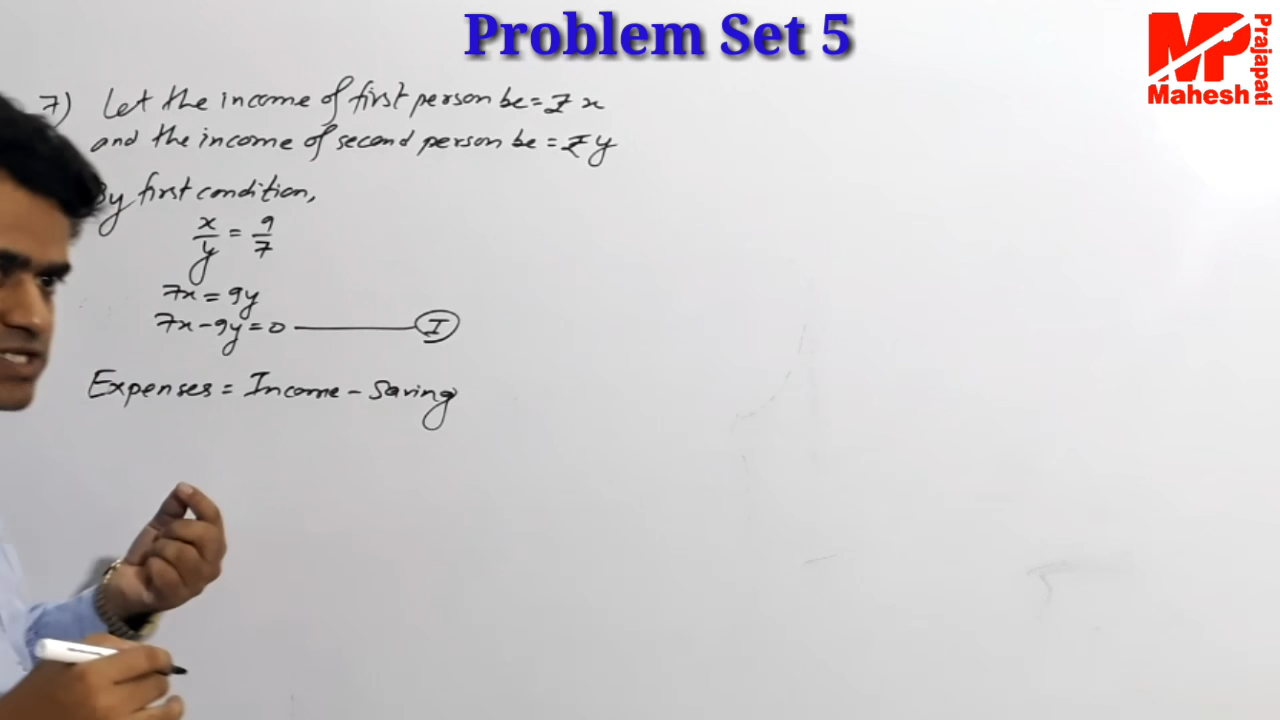 Problem Set 5
MP
Mahesh
Prajapati
7) Let the income of first person be = ₹ x
and the income of second person be = ₹ y
By first condition,
x/y = 9/7
7x = 9y
7x - 9y = 0 ——— I
Expenses = Income - Saving